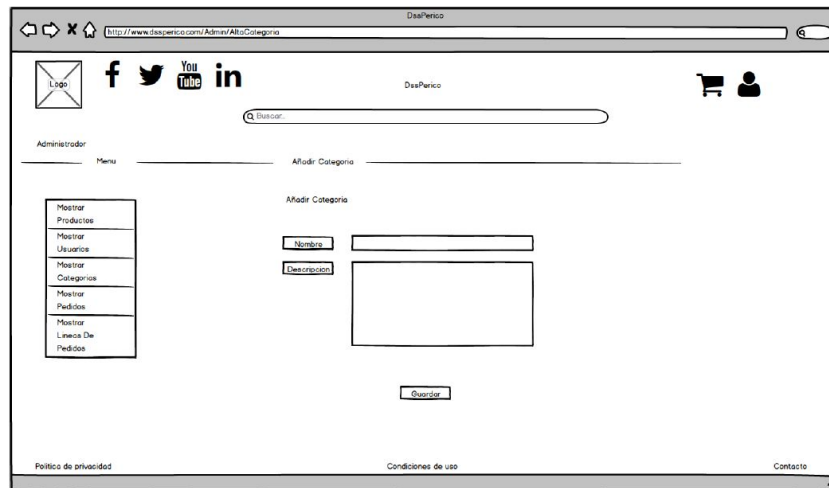 DssPerico
http://www.dssperico.com/Admin/AltaCategoria
Logo
You
Tube
in
DssPerico
Buscar..
Administrador
Menu
Añadir Categoria
Mostrar
Productos
Mostrar
Usuarios
Mostrar
Categorias
Mostrar
Pedidos
Mostrar
Lineas De
Pedidos
Añadir Categoria
Nombre
Descripcion
Guardar
Politica de privacidad
Condiciones de uso
Contacto